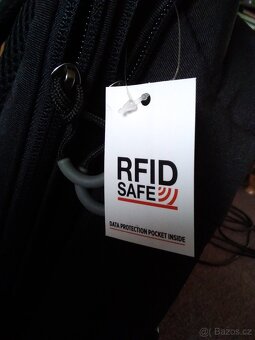 RFID
SAFE
DATA PROTECTION POCKET INSIDE
© Bazos.cz